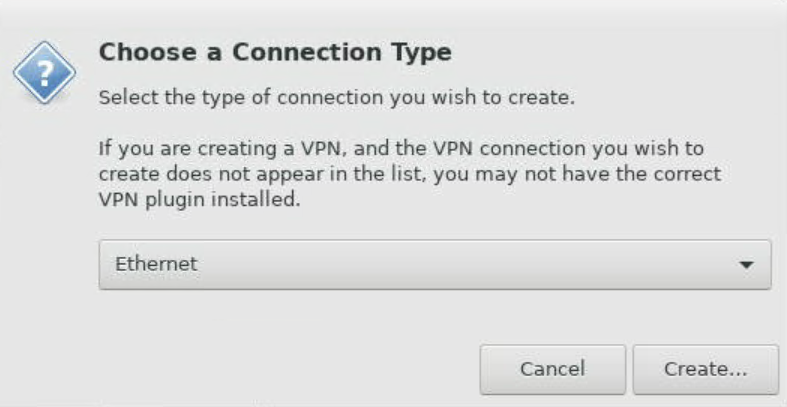 Choose a Connection Type
Select the type of connection you wish to create.
If you are creating a VPN, and the VPN connection you wish to
create does not appear in the list, you may not have the correct
VPN plugin installed.
Ethernet
Cancel
Create...